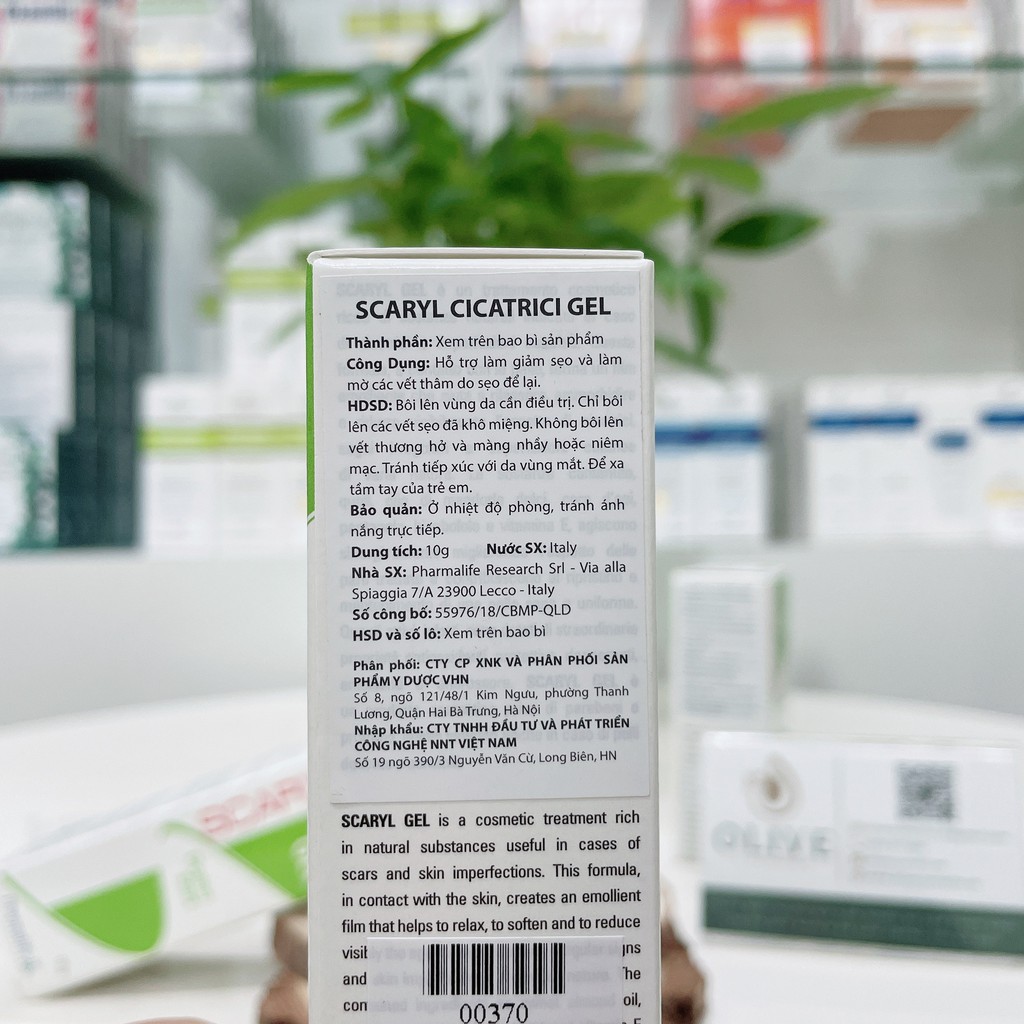 SCARYL CICATRICI GEL
Thành phần: Xem trên bao bì sản phẩm
Công Dụng: Hỗ trợ làm giảm sẹo và làm
mờ các vết thâm do sẹo để lại.
HDSD: Bôi lên vùng da cần điều trị. Chỉ bôi
lên các vết sẹo đã khô miệng. Không bôi lên
vết thương hở và màng nhầy hoặc niêm
mạc. Tránh tiếp xúc với da vùng mắt. Để xa
tầm tay của trẻ em.
Bảo quản: Ở nhiệt độ phòng, tránh ánh
nắng trực tiếp.
Dung tích: 10g Nước SX: Italy
Nhà SX: Pharmalife Research Srl - Via alla
Spiaggia 7/A 23900 Lecco - Italy
Số công bố: 55976/18/CBMP-QLD
HSD và số lô: Xem trên bao bì
Phân phối: CTY CP XNK VÀ PHÂN PHỐI SẢN
PHẨM Y DƯỢC VHN
Số 8, ngõ 121/48/1 Kim Ngưu, phường Thanh
Lương, Quận Hai Bà Trưng, Hà Nội
Nhập khẩu: CTY TNHH ĐẦU TƯ VÀ PHÁT TRIỂN
CÔNG NGHỆ NNT VIỆT NAM
Số 19 ngõ 390/3 Nguyễn Văn Cừ, Long Biên, HN
SCARYL GEL is a cosmetic treatment rich
in natural substances useful in cases of
scars and skin imperfections. This formula,
in contact with the skin, creates an emollient
film that helps to relax, to soften and to reduce
and
oil,
00370
SCAR
OLIVE